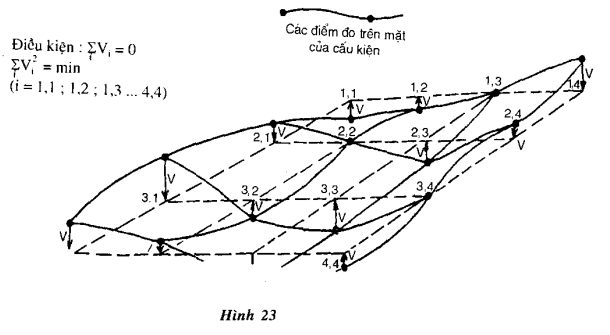 Các điểm đo trên mặt
của cấu kiện
Điều kiện : ∑Vᵢ = 0
i
∑Vᵢ² = min
i
(i = 1,1 ; 1,2 ; 1,3 ... 4,4)
1,1
V
1,2
V
1,3
V
1,4
2,1
V
2,2
2,3
V
2,4
V
3.1
V
3,2
V
3,3
V
3,4
V
4,4
V
Hình 23